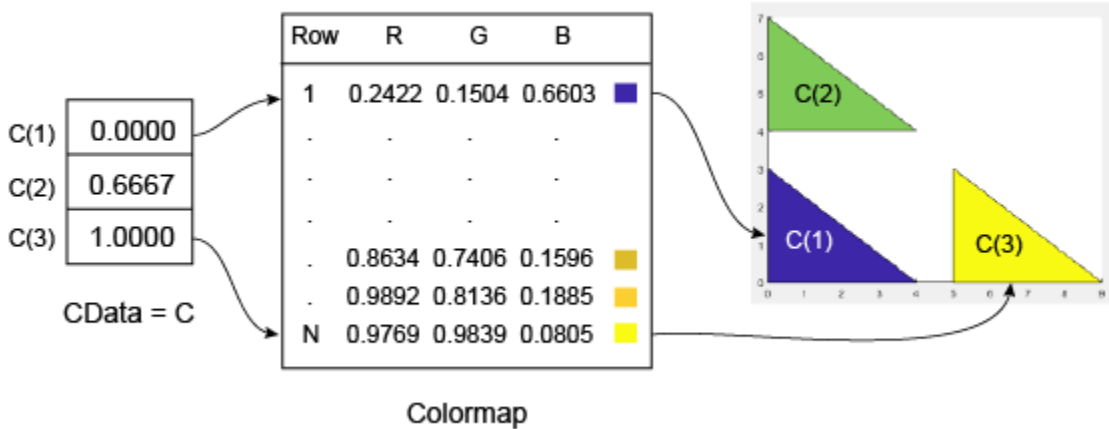 Row R G B
1 0.2422 0.1504 0.6603
. . . .
. . . .
. . . .
. 0.8634 0.7406 0.1596
. 0.9892 0.8136 0.1885
N 0.9769 0.9839 0.0805
Colormap
C(1) 0.0000
C(2) 0.6667
C(3) 1.0000
CData = C
7
6
5
4
3
2
1
0
0 1 2 3 4 5 6 7 8 9
C(2)
C(1)
C(3)